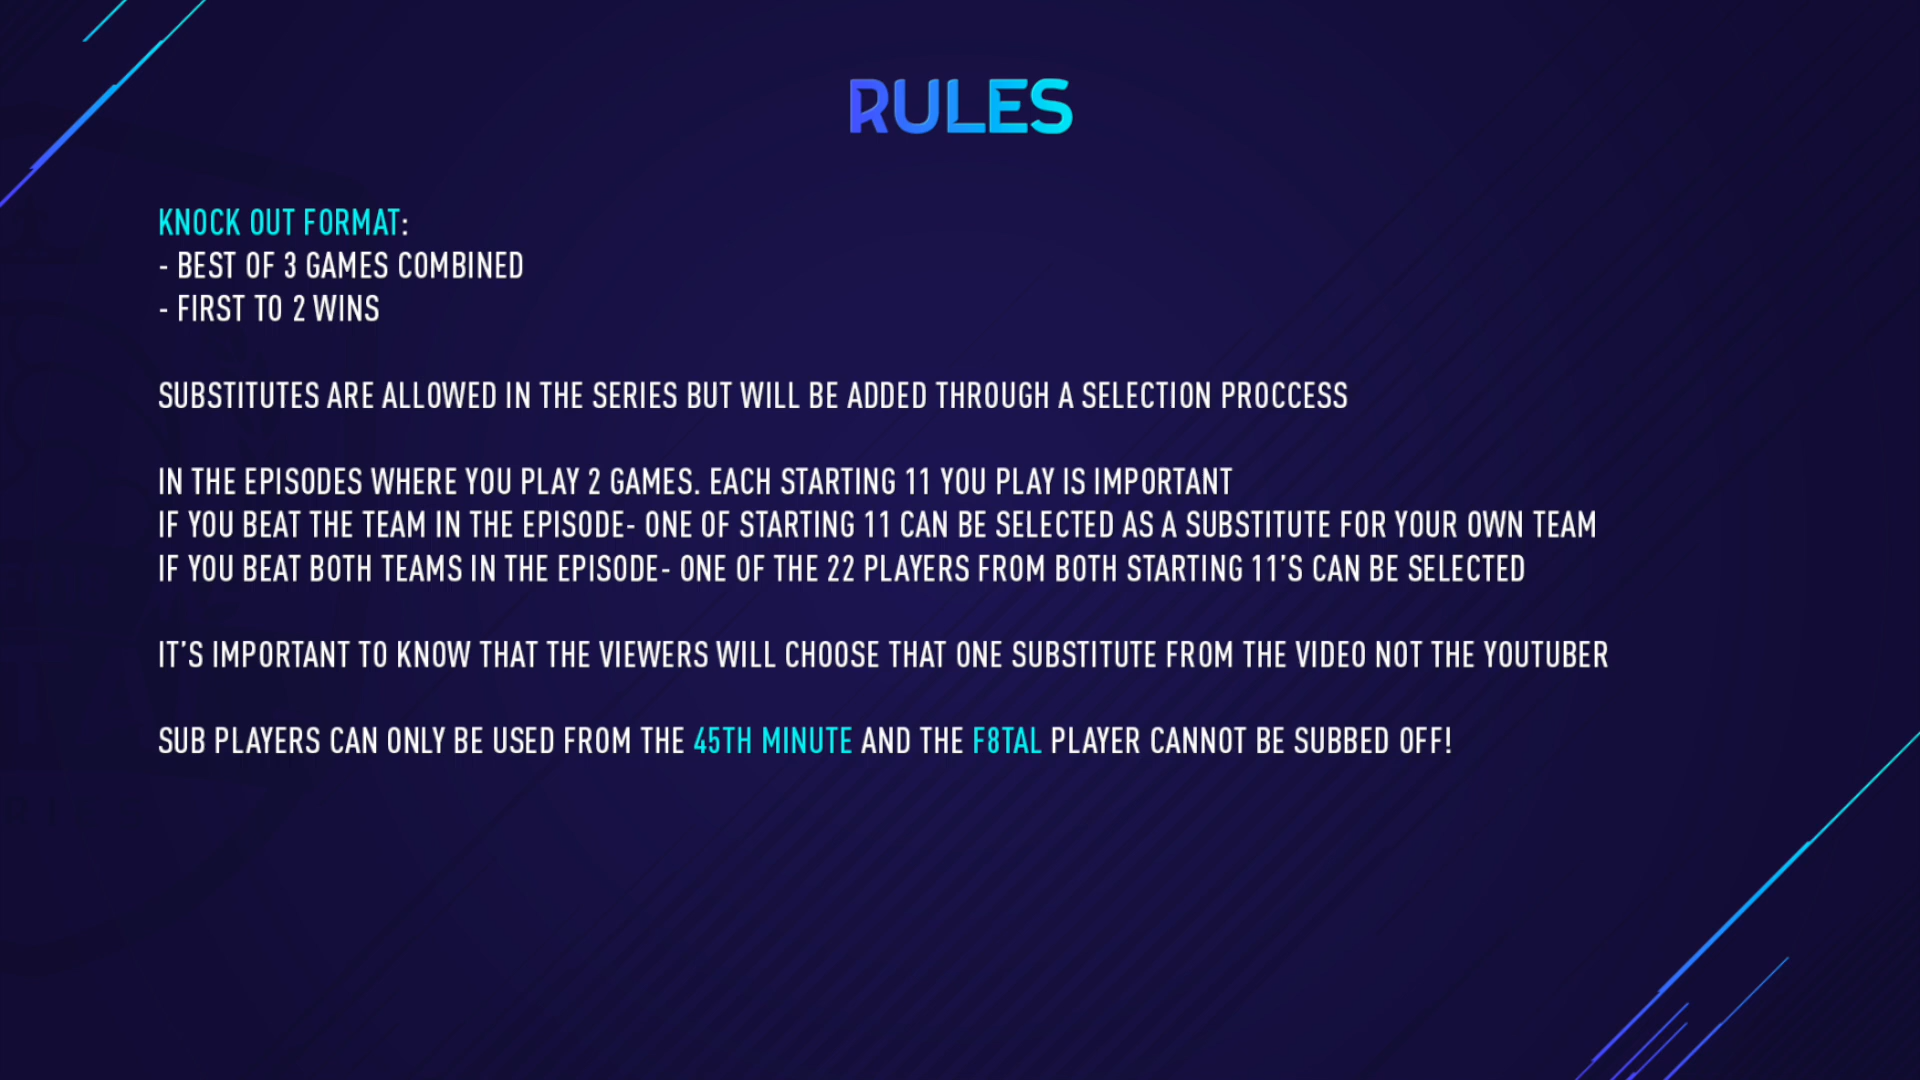 RULES
KNOCK OUT FORMAT:
- BEST OF 3 GAMES COMBINED
- FIRST TO 2 WINS
SUBSTITUTES ARE ALLOWED IN THE SERIES BUT WILL BE ADDED THROUGH A SELECTION PROCCESS
IN THE EPISODES WHERE YOU PLAY 2 GAMES. EACH STARTING 11 YOU PLAY IS IMPORTANT
IF YOU BEAT THE TEAM IN THE EPISODE- ONE OF STARTING 11 CAN BE SELECTED AS A SUBSTITUTE FOR YOUR OWN TEAM
IF YOU BEAT BOTH TEAMS IN THE EPISODE- ONE OF THE 22 PLAYERS FROM BOTH STARTING 11'S CAN BE SELECTED
IT'S IMPORTANT TO KNOW THAT THE VIEWERS WILL CHOOSE THAT ONE SUBSTITUTE FROM THE VIDEO NOT THE YOUTUBER
SUB PLAYERS CAN ONLY BE USED FROM THE 45TH MINUTE AND THE F8TAL PLAYER CANNOT BE SUBBED OFF!